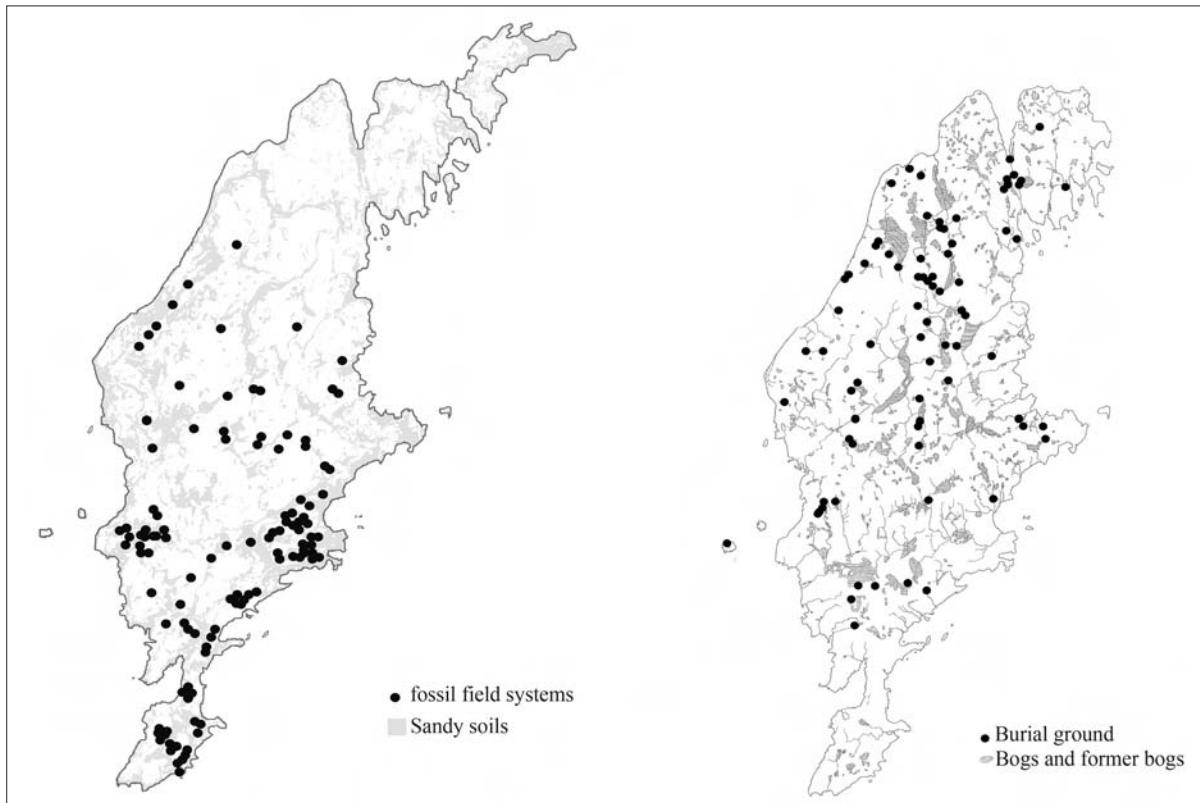 fossil field systems
Sandy soils
Burial ground
Bogs and former bogs